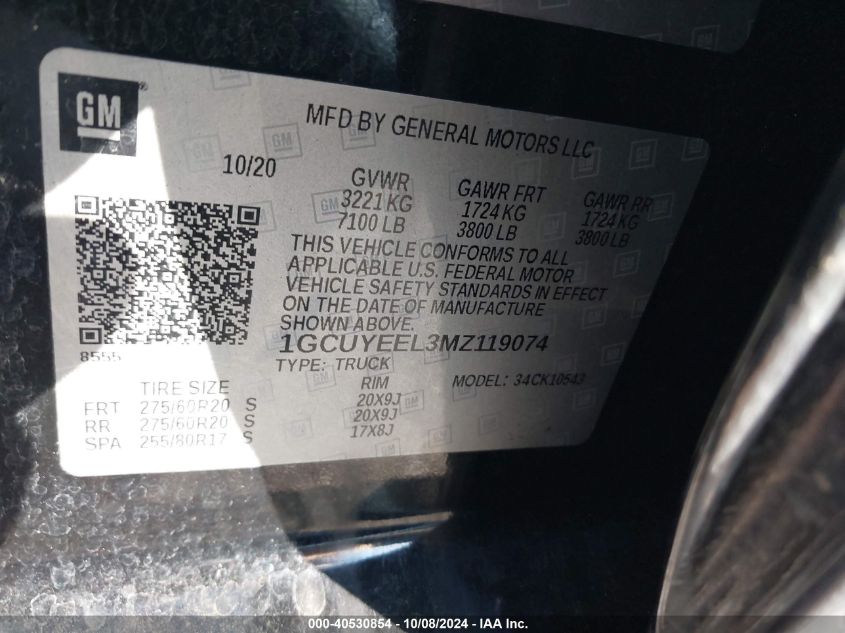 GM
MFD BY GENERAL MOTORS LLC
10/20
GVWR GAWR FRT GAWR RR
3221 KG 1724 KG 1724 KG
7100 LB 3800 LB 3800 LB
THIS VEHICLE CONFORMS TO ALL
APPLICABLE U.S. FEDERAL MOTOR
VEHICLE SAFETY STANDARDS IN EFFECT
ON THE DATE OF MANUFACTURE
SHOWN ABOVE.
8555
1GCUYEEL3MZ119074
TYPE: TRUCK MODEL: 34CK10543
TIRE SIZE RIM
FRT 275/60R20 S 20X9J
RR 275/60R20 S 20X9J
SPA 255/80R17 S 17X8J
000-40530854 - 10/08/2024 - IAAI US, Inc.